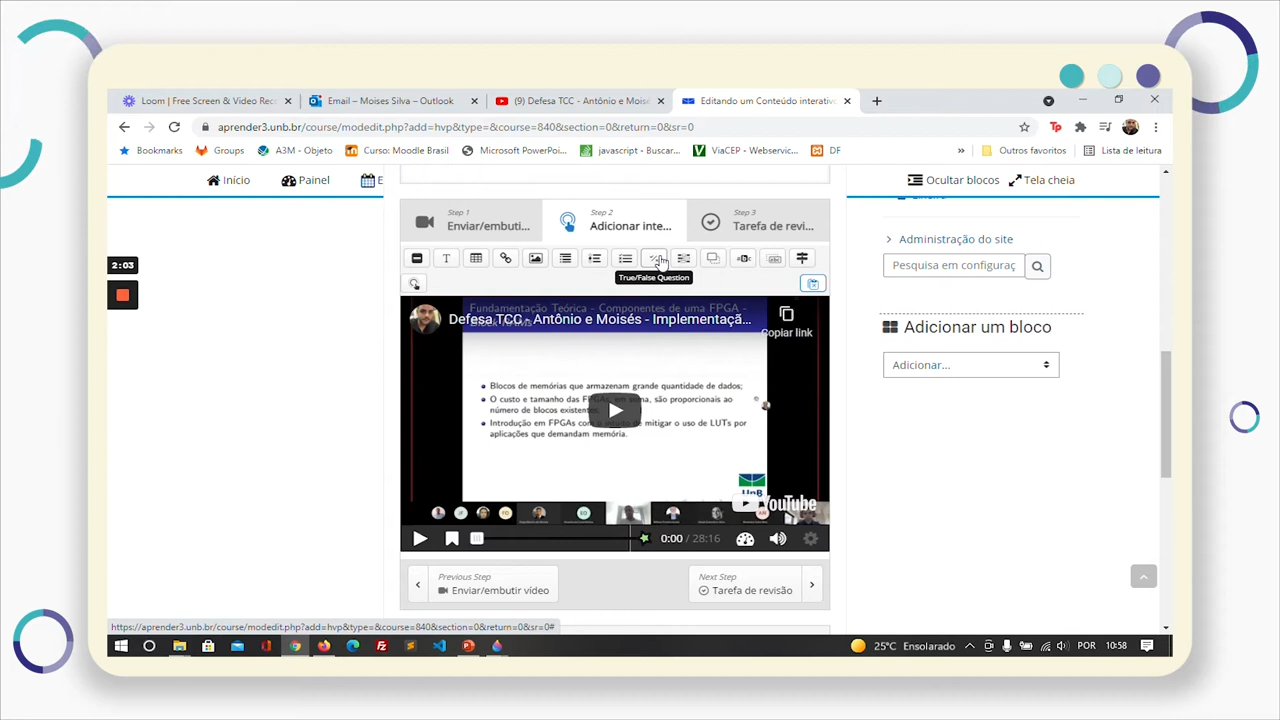 Loom | Free Screen & Video Rec
Email – Moises Silva – Outlook
(9) Defesa TCC - Antônio e Moisé
Editando um Conteúdo interativ
aprender3.unb.br/course/modedit.php?add=hvp&type=&course=840&section=0&return=0&sr=0
Bookmarks
Groups
A3M - Objeto
Curso: Moodle Brasil
Microsoft PowerPoi...
javascript - Buscar...
ViaCEP - Webservic...
DF
»
Outros favoritos
Lista de leitura
Início
Painel
E
Ocultar blocos
Tela cheia
Step 1
Enviar/embuti...
Step 2
Adicionar inte...
Step 3
Tarefa de revi...
Administração do site
Pesquisa em configuraç
True/False Question
2:03
Fundamentação Teórica - Componentes de uma FPGA -
Defesa TCC - Antônio e Moisés - Implementaçã...
Copiar link
Adicionar um bloco
Adicionar...
Blocos de memórias que armazenam grande quantidade de dados;
O custo e tamanho das FPGAs, em suma, são proporcionais ao
número de blocos existentes;
Introdução em FPGAs com o de mitigar o uso de LUTs por
aplicações que demandam memória.
UnB
YouTube
0:00 / 28:16
Previous Step
Enviar/embutir vídeo
Next Step
Tarefa de revisão
https://aprender3.unb.br/course/modedit.php?add=hvp&type=&course=840&section=0&return=0&sr=0#
25°C Ensolarado
POR
10:58